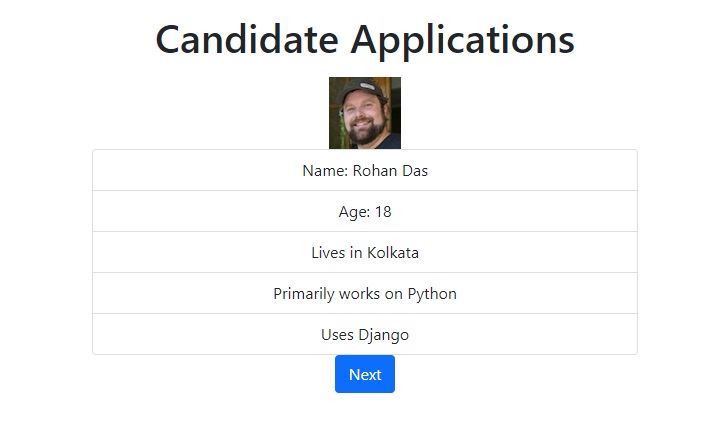 Candidate Applications
Name: Rohan Das
Age: 18
Lives in Kolkata
Primarily works on Python
Uses Django
Next